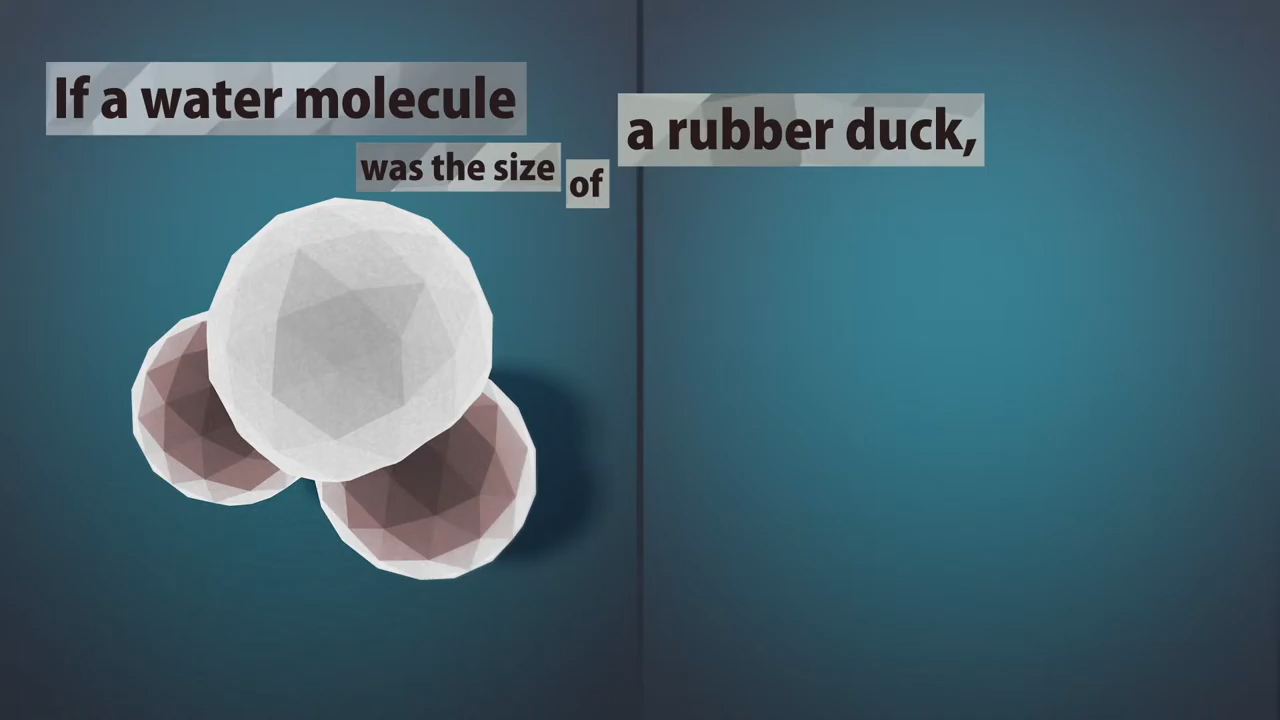 If a water molecule
was the size of
a rubber duck,